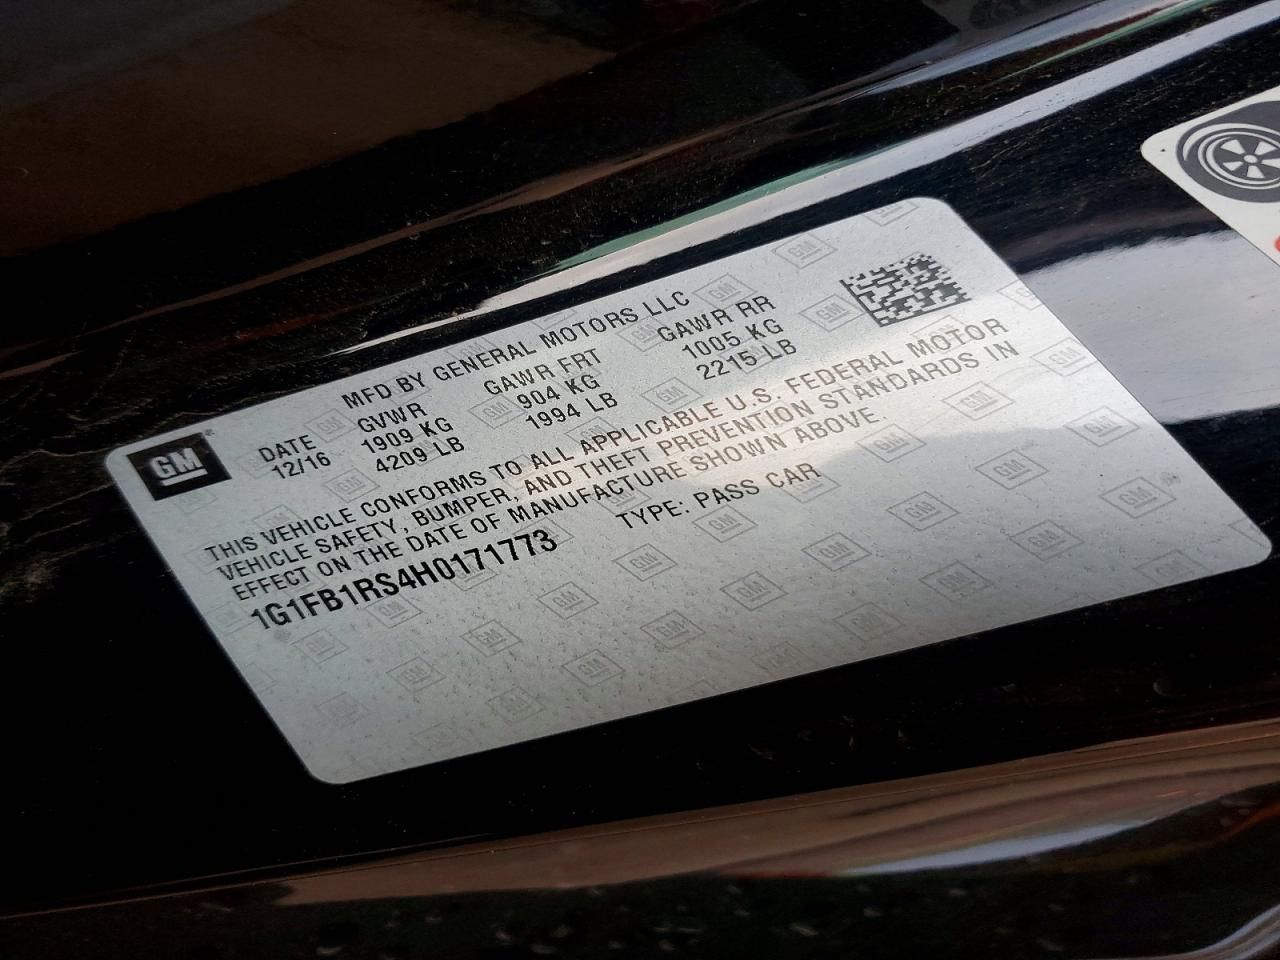 MFD BY GENERAL MOTORS LLC
DATE GVWR GAWR FRT GAWR RR
12/16 1909 KG 904 KG 1005 KG
4209 LB 1994 LB 2215 LB
THIS VEHICLE CONFORMS TO ALL APPLICABLE U.S. FEDERAL MOTOR
VEHICLE SAFETY, BUMPER, AND THEFT PREVENTION STANDARDS IN
EFFECT ON THE DATE OF MANUFACTURE SHOWN ABOVE.
1G1FB1RS4H0171773 TYPE: PASS CAR
GM